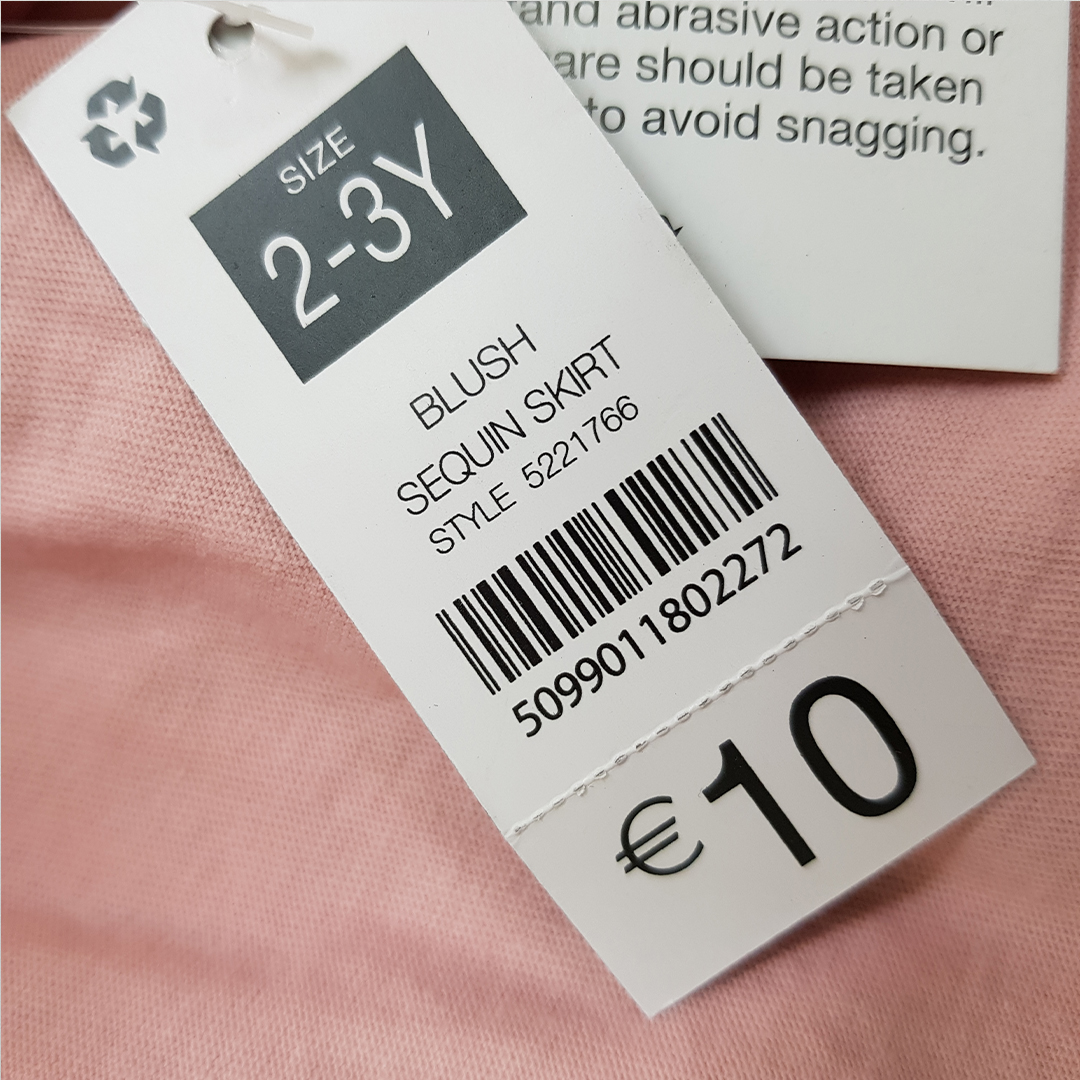 and abrasive action or
are should be taken
to avoid snagging.
SIZE
2-3Y
BLUSH
SEQUIN SKIRT
STYLE 5221766
5099011802272
€10